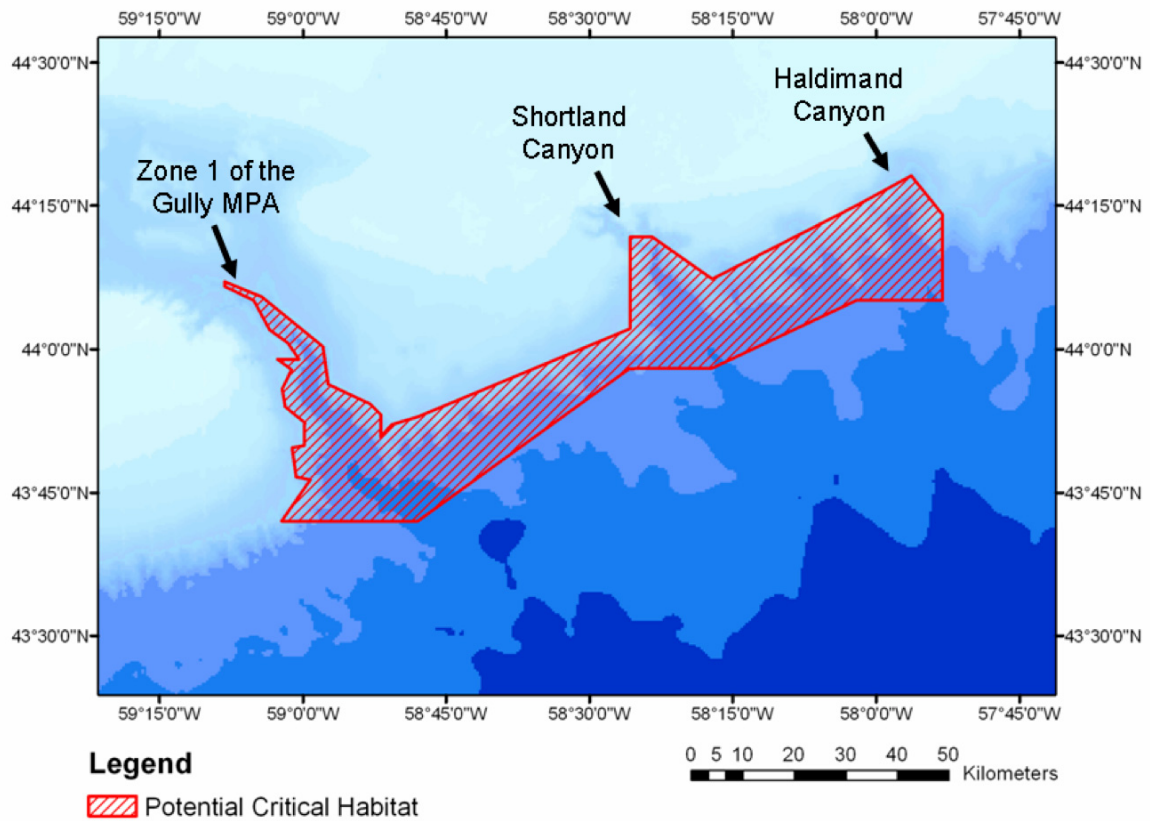 59°15'0"W 59°0'0"W 58°45'0"W 58°30'0"W 58°15'0"W 58°0'0"W 57°45'0"W
44°30'0"N 44°30'0"N
Haldimand
Canyon
Shortland
Canyon
Zone 1 of the
Gully MPA
44°15'0"N 44°15'0"N
44°0'0"N 44°0'0"N
43°45'0"N 43°45'0"N
43°30'0"N 43°30'0"N
59°15'0"W 59°0'0"W 58°45'0"W 58°30'0"W 58°15'0"W 58°0'0"W 57°45'0"W
Legend
Potential Critical Habitat
0 5 10 20 30 40 50
Kilometers